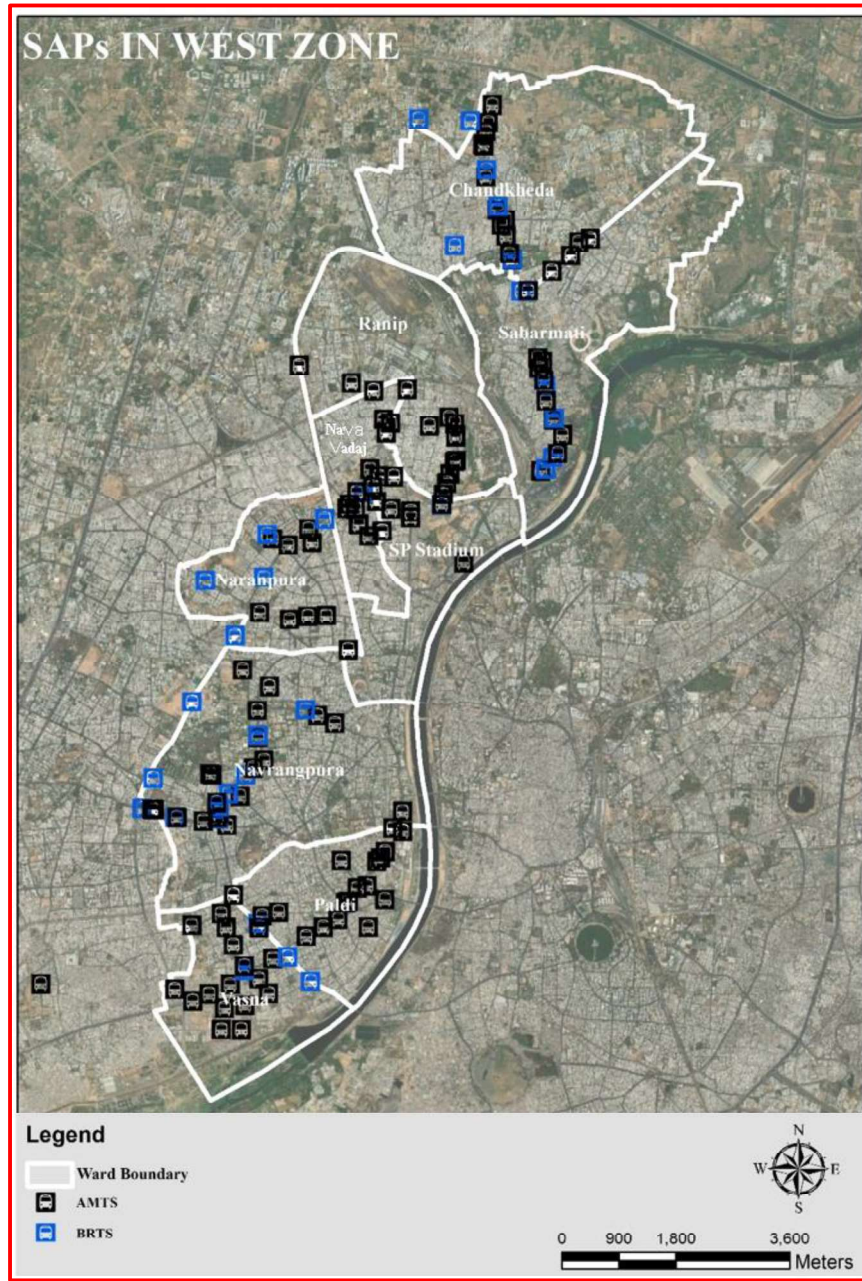 SAPs IN WEST ZONE
Chandkheda
Ranip
Sabarmati
Nava
Vadaj
SP Stadium
Naranpura
Navrangpura
Paldi
Vasna
Legend
Ward Boundary
AMTS
BRTS
N
W E
S
0 900 1,800 3,600
Meters